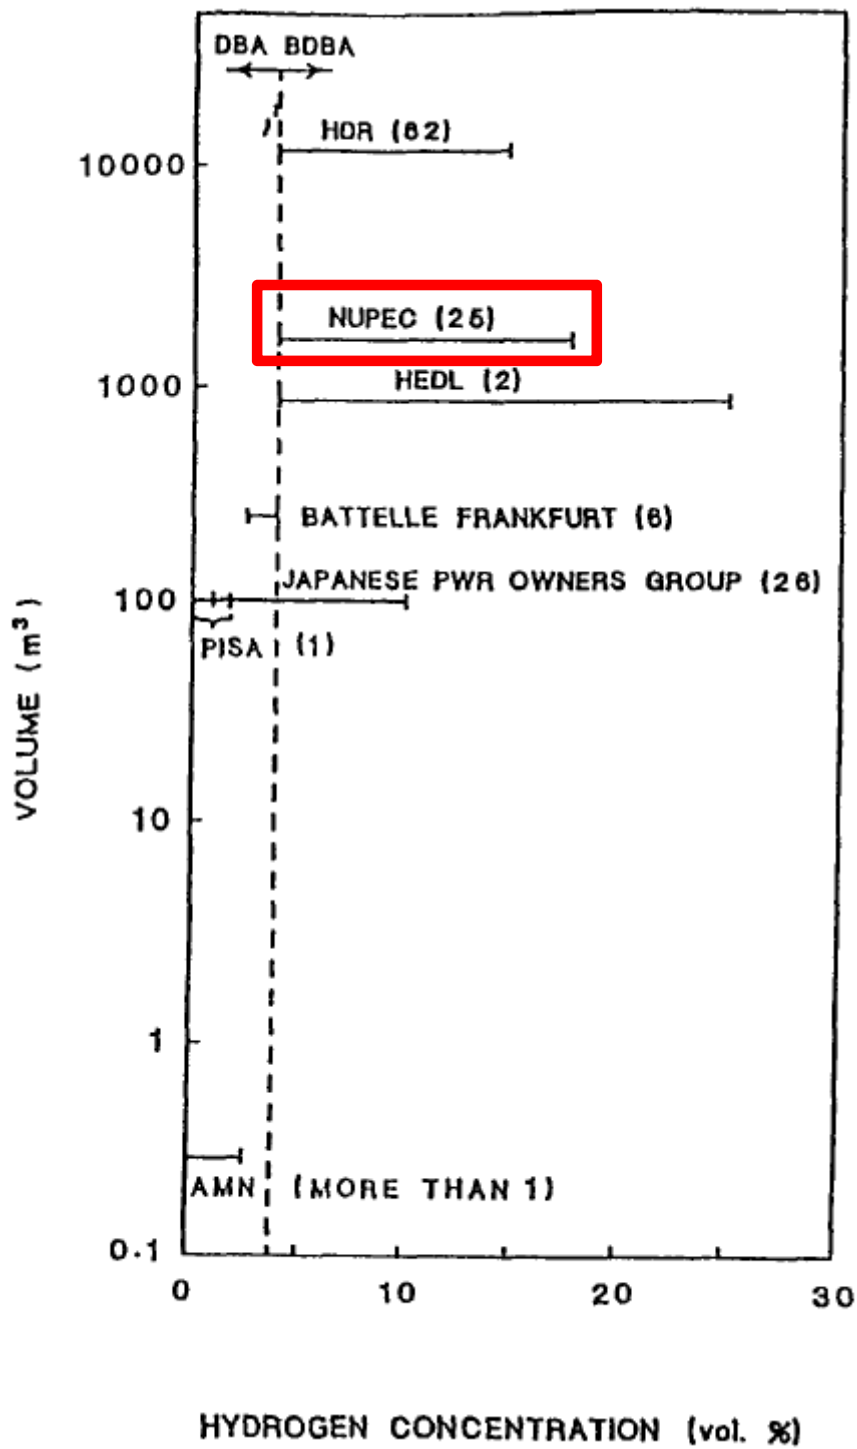 DBA BDBA
HDR (62)
10000
NUPEC (25)
1000
HEDL (2)
BATTELLE FRANKFURT (6)
JAPANESE PWR OWNERS GROUP (26)
100
PISA (1)
VOLUME (m³)
10
1
AMN (MORE THAN 1)
0.1
0 10 20 30
HYDROGEN CONCENTRATION (vol. %)